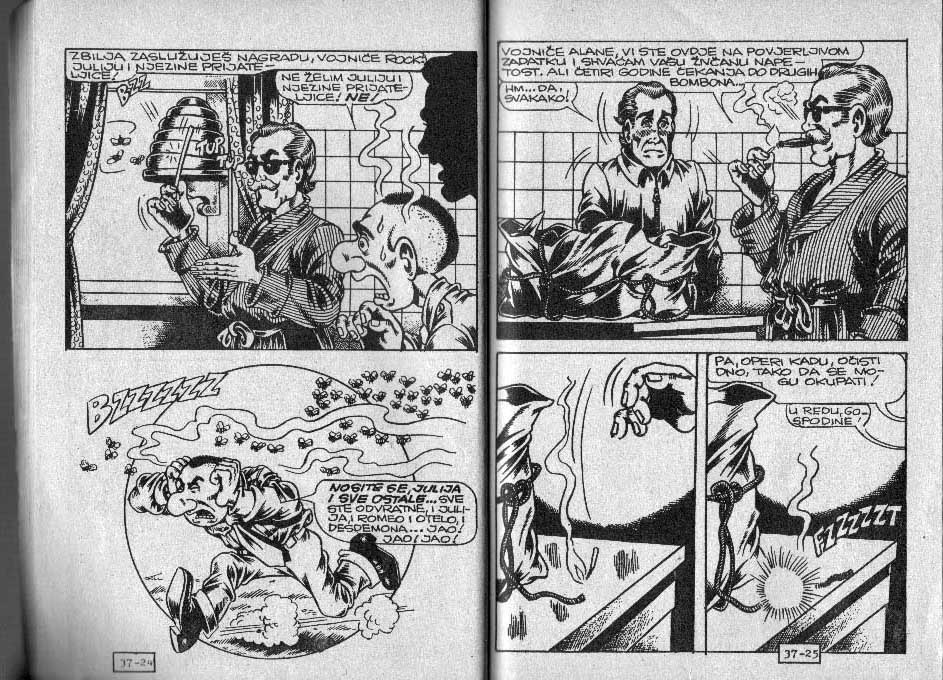 ZBILJA ZASLUŽUJEŠ NAGRADU, VOJNIČE ROOK!
JULIJU I NJEZINE PRIJATE-
LJICE!
BZZ
NE ŽELIM JULIJU I
NJEZINE PRIJATE-
LJICE! NE!
TUP
BZZZZZZ
NOSITE SE, JULIJA
I SVE OSTALE... SVE
STE ODVRATNE, I JULI-
JA, I ROMEO I OTELO, I
DESDEMONA... JAO!
JAO! JAO!
37-24
VOJNIČE ALANE, VI STE OVDJE NA POVJERLJIVOM
ZADATKU I SHVAĆAM VAŠU ŽIVČANU NAPE-
TOST. ALI ČETIRI GODINE ČEKANJA DO DRUGIH
BOMBONA...
HM... DA,
SVAKAKO!
PA, OPERI KADU, OČISTI
DNO, TAKO DA SE MO-
GU OKUPATI!
U REDU, GO-
SPODINE!
FZZZZZT
37-25